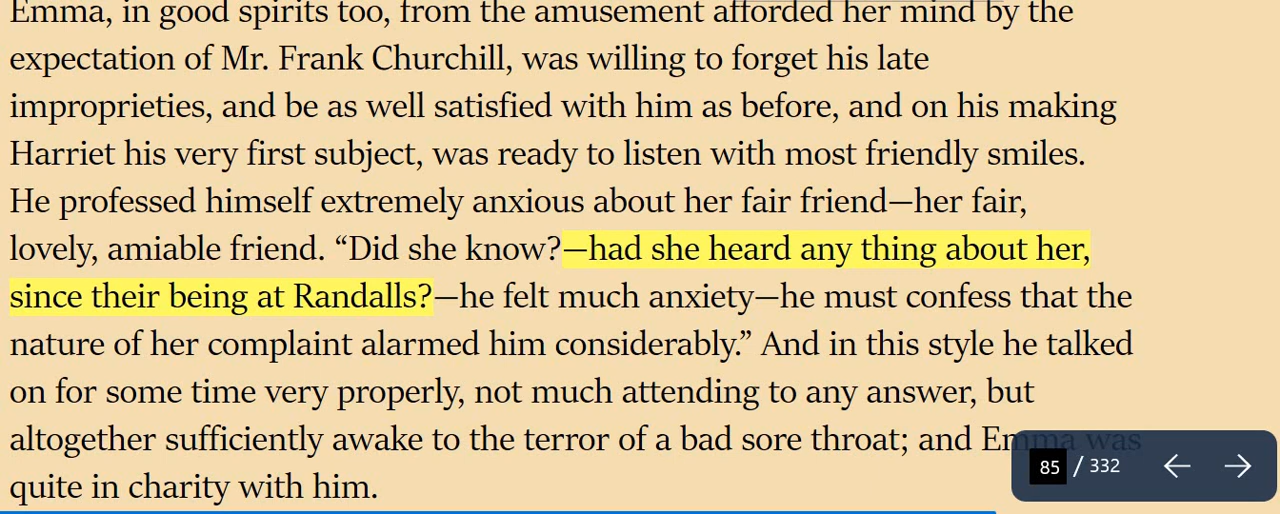 Emma, in good spirits too, from the amusement afforded her mind by the
expectation of Mr. Frank Churchill, was willing to forget his late
improprieties, and be as well satisfied with him as before, and on his making
Harriet his very first subject, was ready to listen with most friendly smiles.
He professed himself extremely anxious about her fair friend—her fair,
lovely, amiable friend. “Did she know?—had she heard any thing about her,
since their being at Randalls?—he felt much anxiety—he must confess that the
nature of her complaint alarmed him considerably.” And in this style he talked
on for some time very properly, not much attending to any answer, but
altogether sufficiently awake to the terror of a bad sore throat; and Emma was
quite in charity with him.
85 / 332